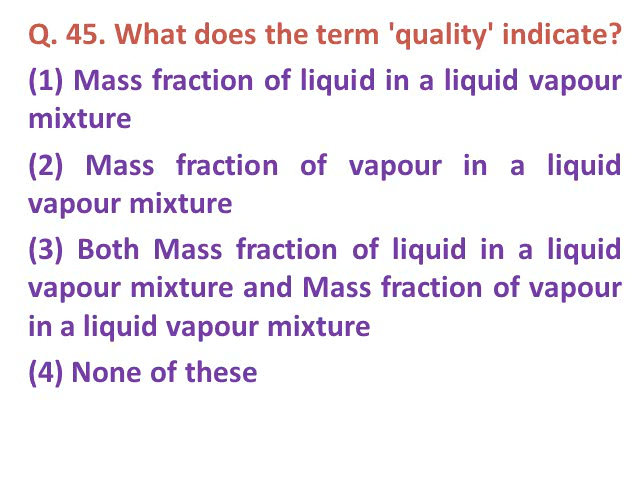 Q. 45. What does the term 'quality' indicate?
(1) Mass fraction of liquid in a liquid vapour
mixture
(2) Mass fraction of vapour in a liquid
vapour mixture
(3) Both Mass fraction of liquid in a liquid
vapour mixture and Mass fraction of vapour
in a liquid vapour mixture
(4) None of these